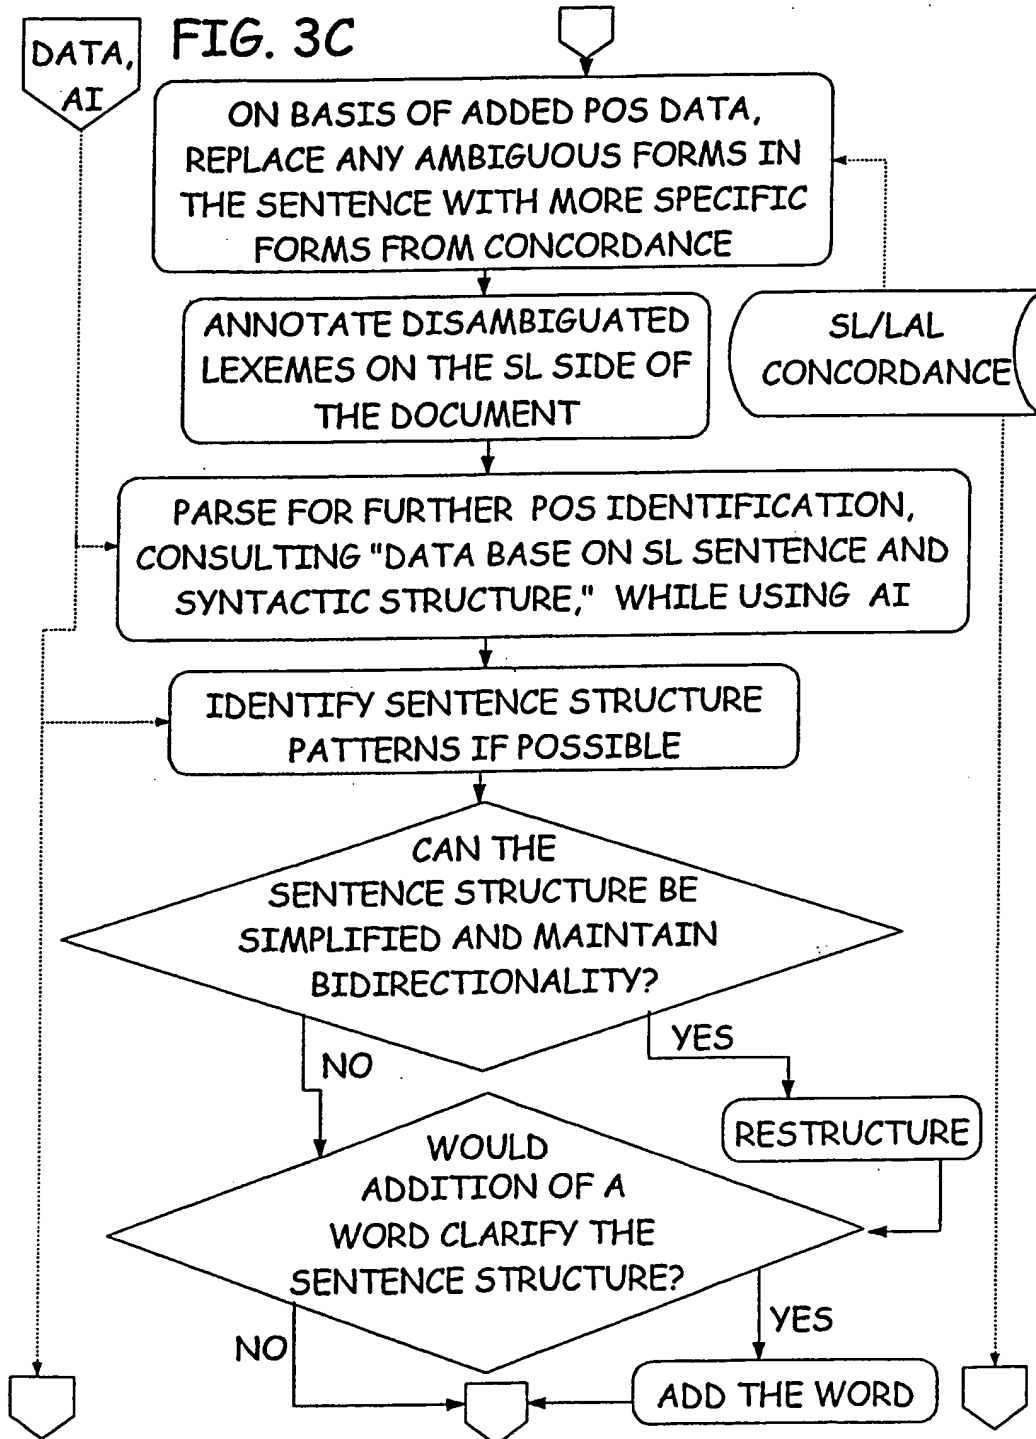 FIG. 3C
DATA,
AI
ON BASIS OF ADDED POS DATA,
REPLACE ANY AMBIGUOUS FORMS IN
THE SENTENCE WITH MORE SPECIFIC
FORMS FROM CONCORDANCE
ANNOTATE DISAMBIGUATED
LEXEMES ON THE SL SIDE OF
THE DOCUMENT
SL/LAL
CONCORDANCE
PARSE FOR FURTHER POS IDENTIFICATION,
CONSULTING "DATA BASE ON SL SENTENCE AND
SYNTACTIC STRUCTURE," WHILE USING AI
IDENTIFY SENTENCE STRUCTURE
PATTERNS IF POSSIBLE
CAN THE
SENTENCE STRUCTURE BE
SIMPLIFIED AND MAINTAIN
BIDIRECTIONALITY?
NO
YES
RESTRUCTURE
WOULD
ADDITION OF A
WORD CLARIFY THE
SENTENCE STRUCTURE?
NO
YES
ADD THE WORD